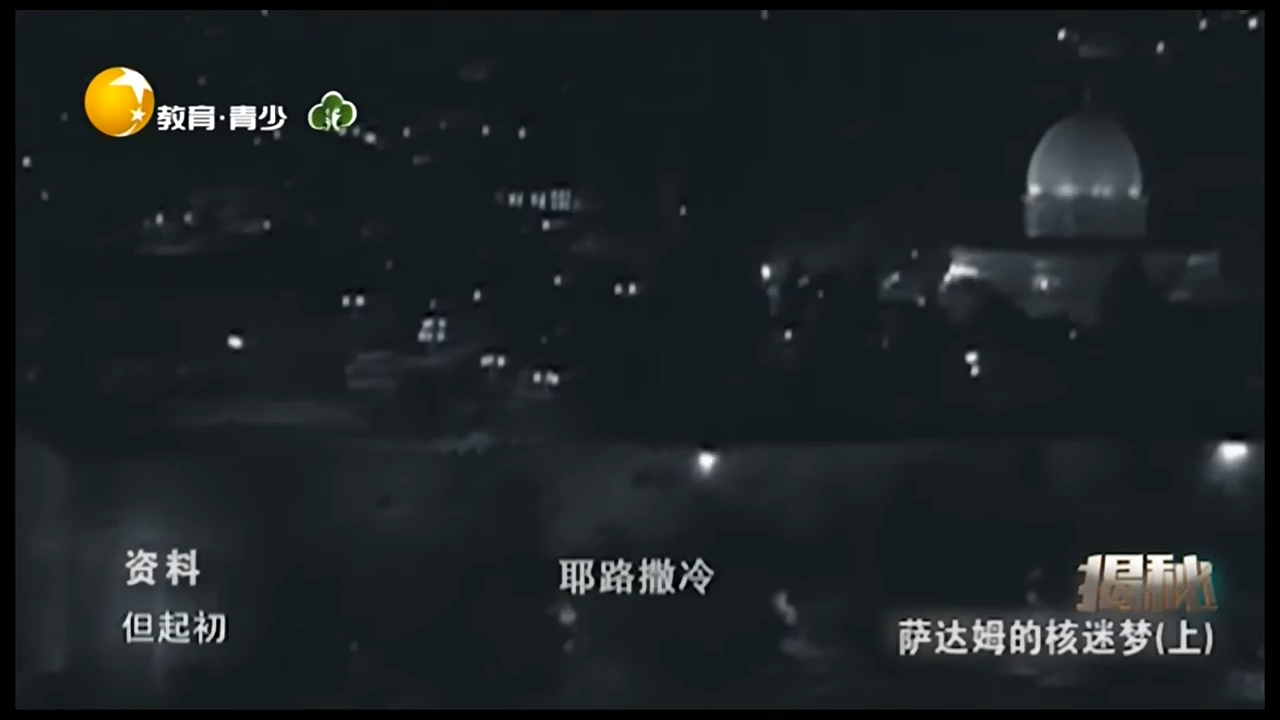 教育·青少
资料
耶路撒冷
揭秘
但起初
萨达姆的核迷梦(上)